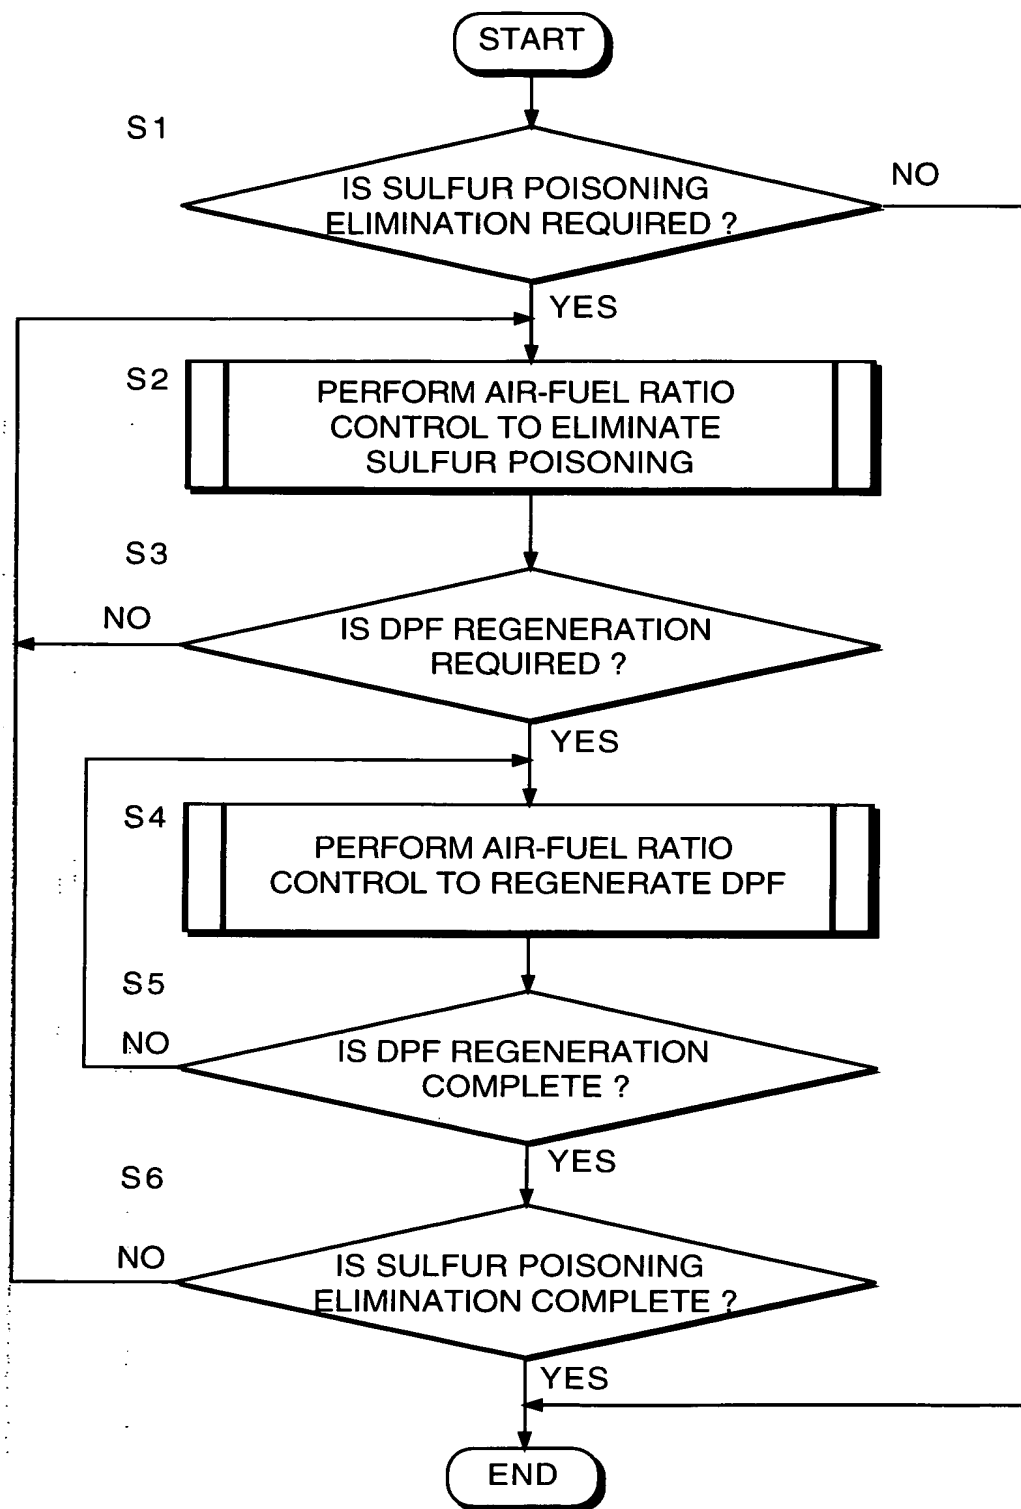 START
S1
IS SULFUR POISONING
ELIMINATION REQUIRED ?
NO
YES
S2
PERFORM AIR-FUEL RATIO
CONTROL TO ELIMINATE
SULFUR POISONING
S3
NO
IS DPF REGENERATION
REQUIRED ?
YES
S4
PERFORM AIR-FUEL RATIO
CONTROL TO REGENERATE DPF
S5
NO
IS DPF REGENERATION
COMPLETE ?
YES
S6
NO
IS SULFUR POISONING
ELIMINATION COMPLETE ?
YES
END